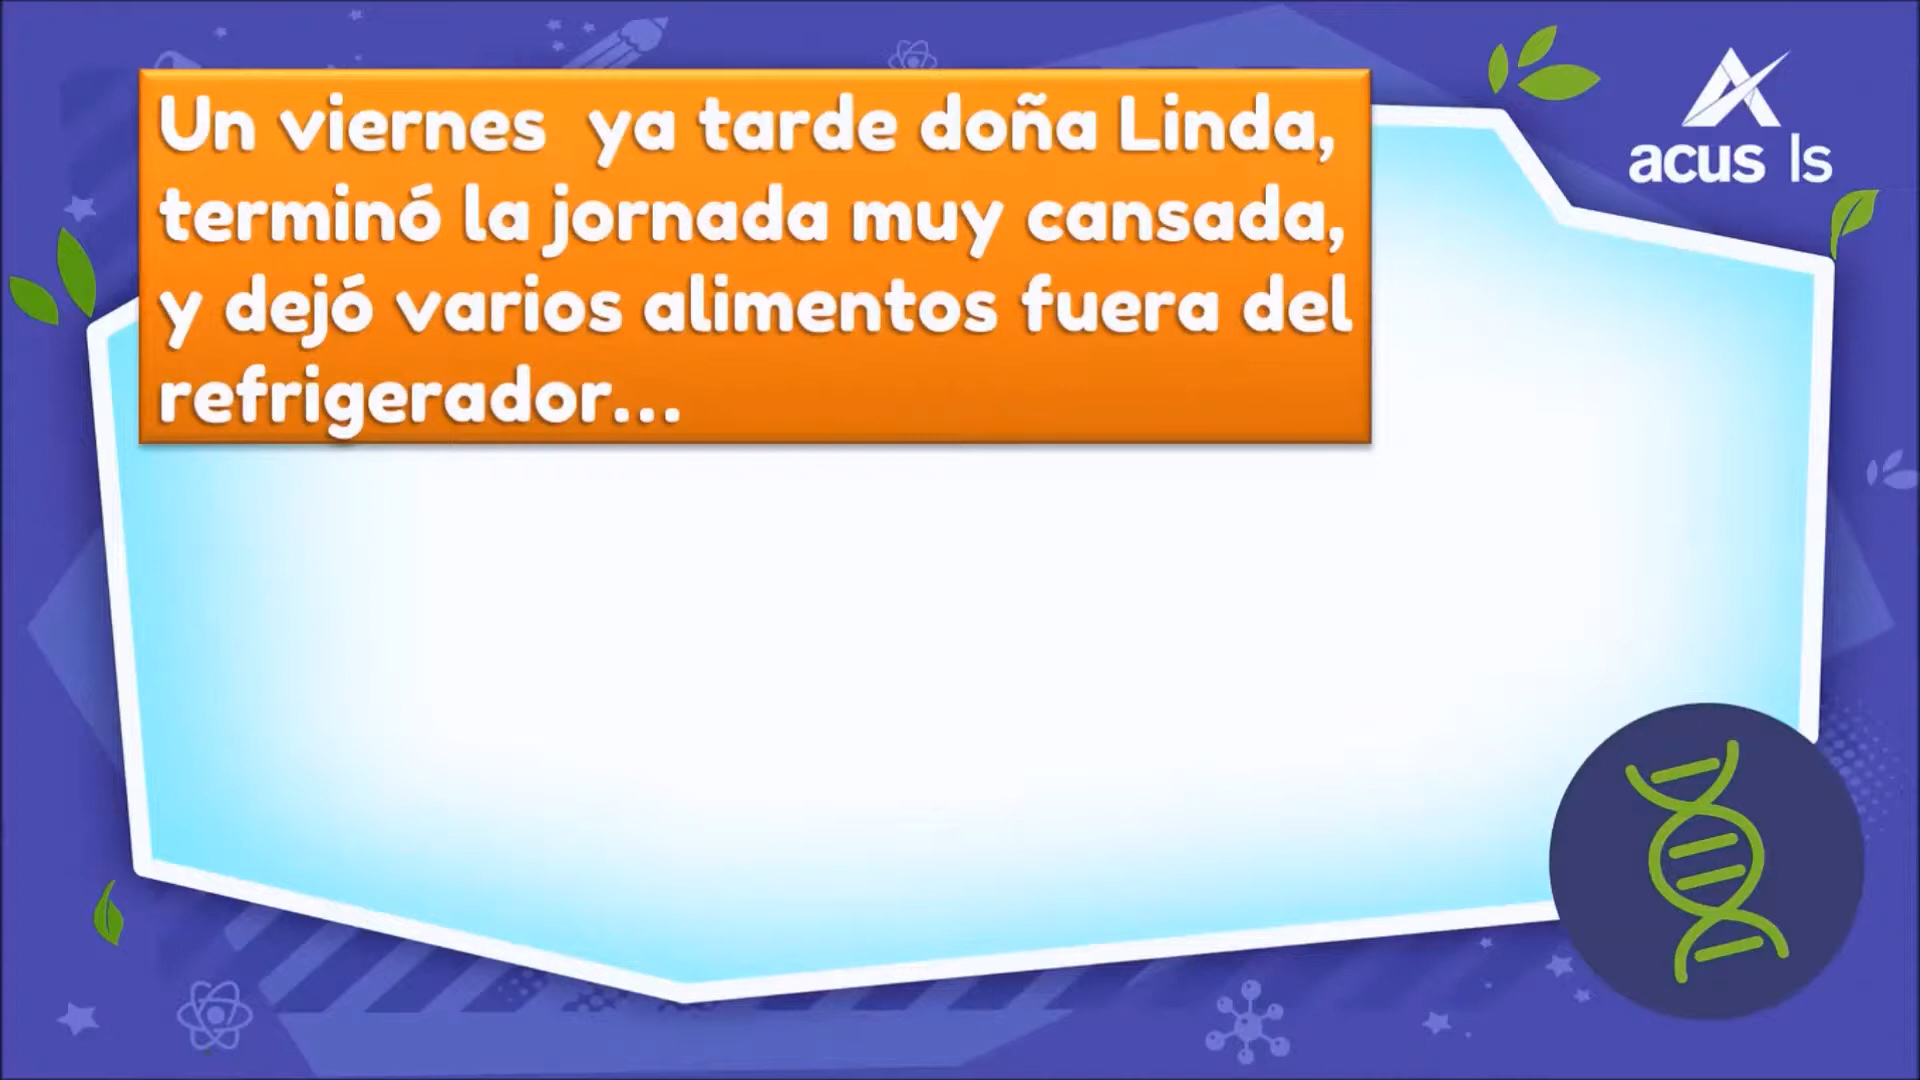 Un viernes  ya tarde doña Linda,
terminó la jornada muy cansada,
y dejó varios alimentos fuera del
refrigerador...
acus ls